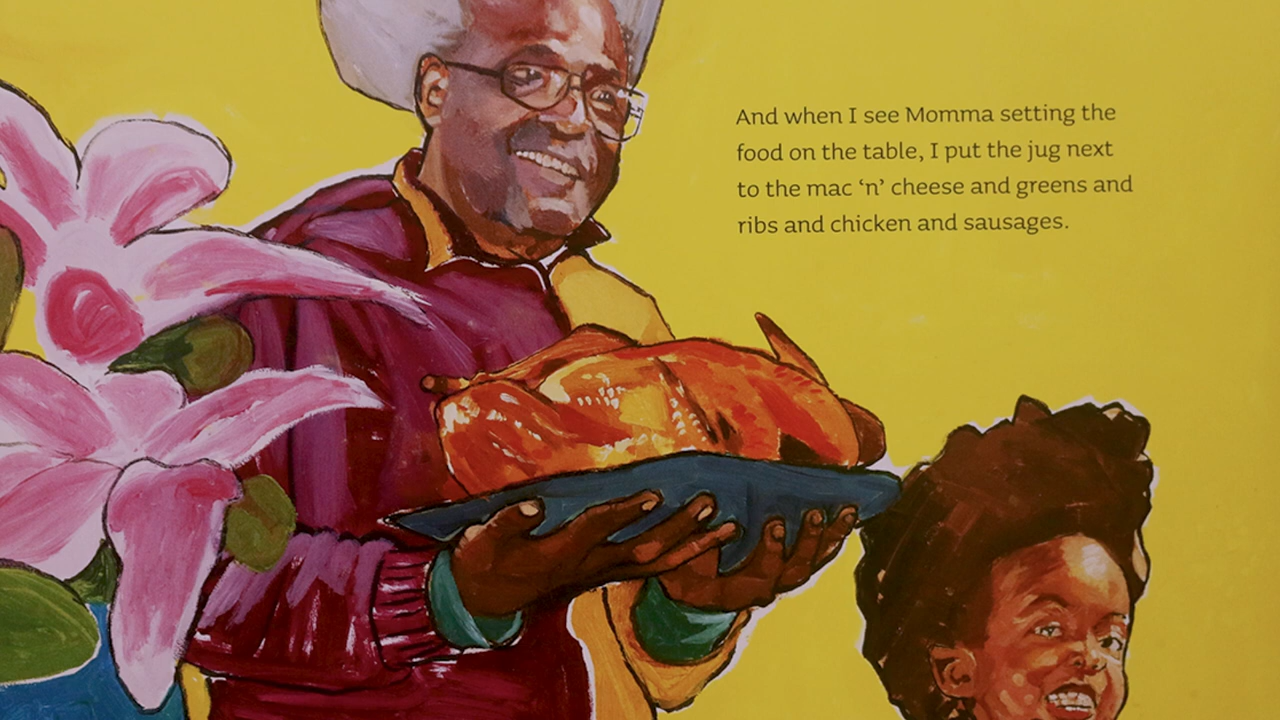 And when I see Momma setting the
food on the table, I put the jug next
to the mac ‘n’ cheese and greens and
ribs and chicken and sausages.